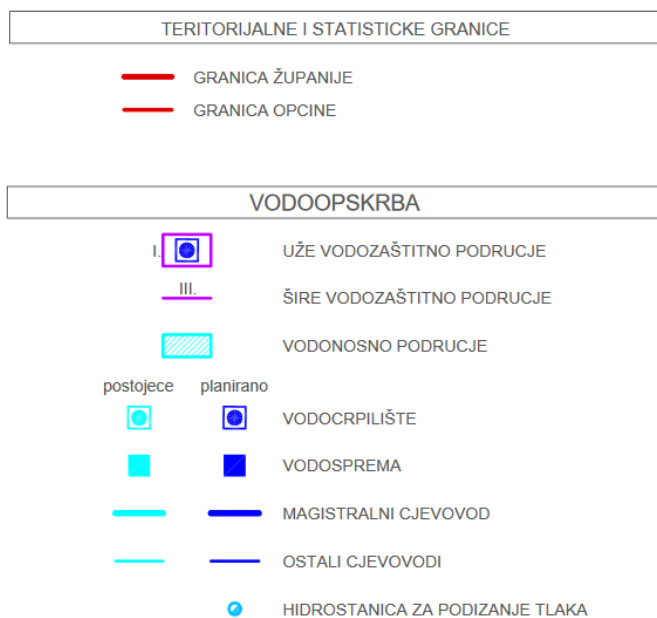 TERITORIJALNE I STATISTICKE GRANICE
GRANICA ŽUPANIJE
GRANICA OPCINE
VODOOPSKRBA
I. UŽE VODOZAŠTITNO PODRUCJE
III. ŠIRE VODOZAŠTITNO PODRUCJE
VODONOSNO PODRUCJE
postojece planirano
VODOCRPILIŠTE
VODOSPREMA
MAGISTRALNI CJEVOVOD
OSTALI CJEVOVODI
HIDROSTANICA ZA PODIZANJE TLAKA